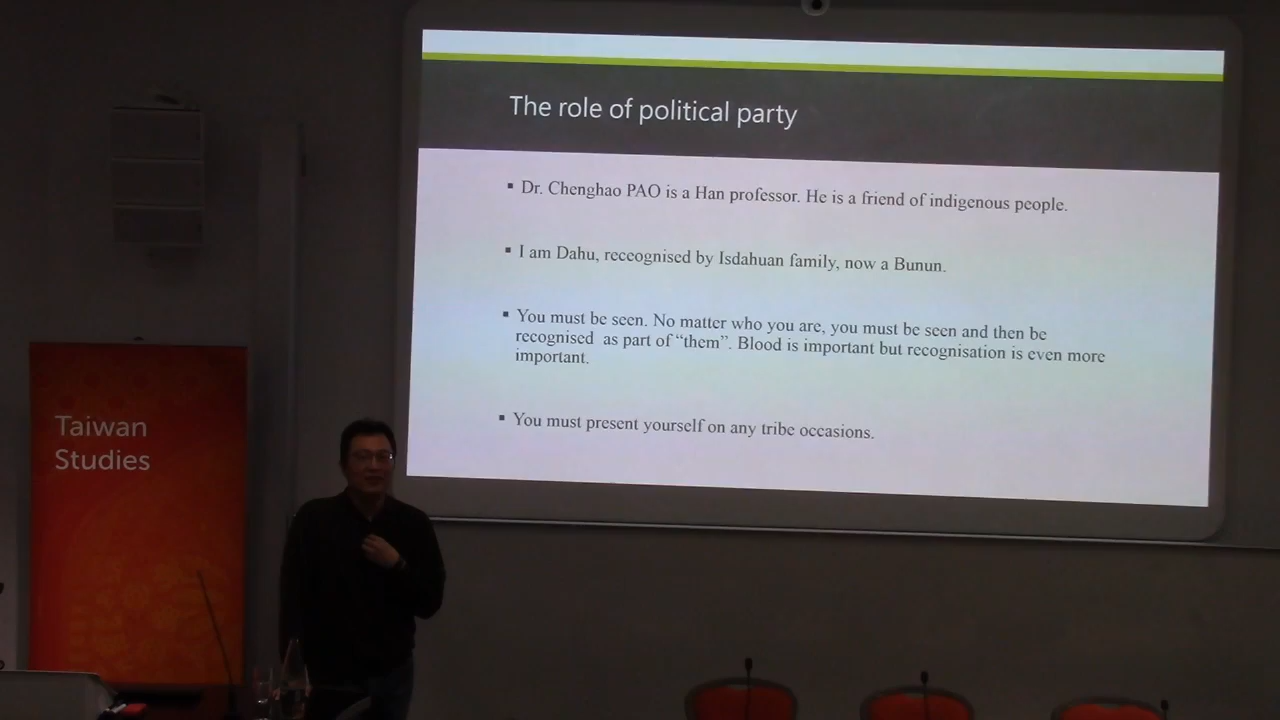 The role of political party
▪ Dr. Chenghao PAO is a Han professor. He is a friend of indigenous people.
▪ I am Dahu, receognised by Isdahuan family, now a Bunun.
▪ You must be seen. No matter who you are, you must be seen and then be
recognised as part of “them”. Blood is important but recognisation is even more
important.
▪ You must present yourself on any tribe occasions.
Taiwan
Studies